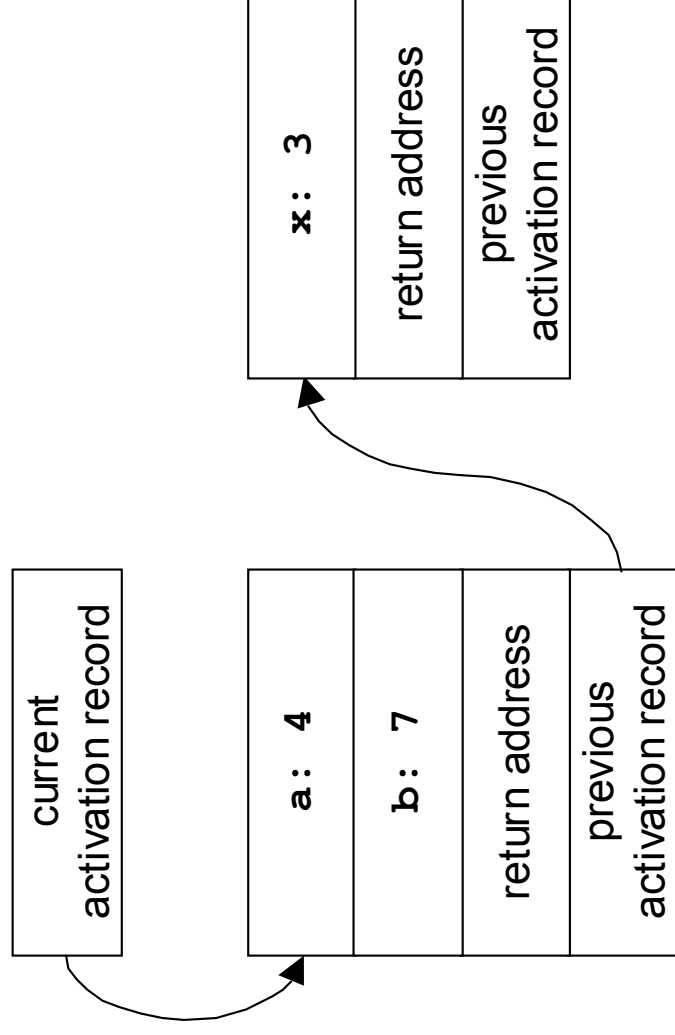 current
activation record
a: 4
b: 7
return address
previous
activation record
x: 3
return address
previous
activation record